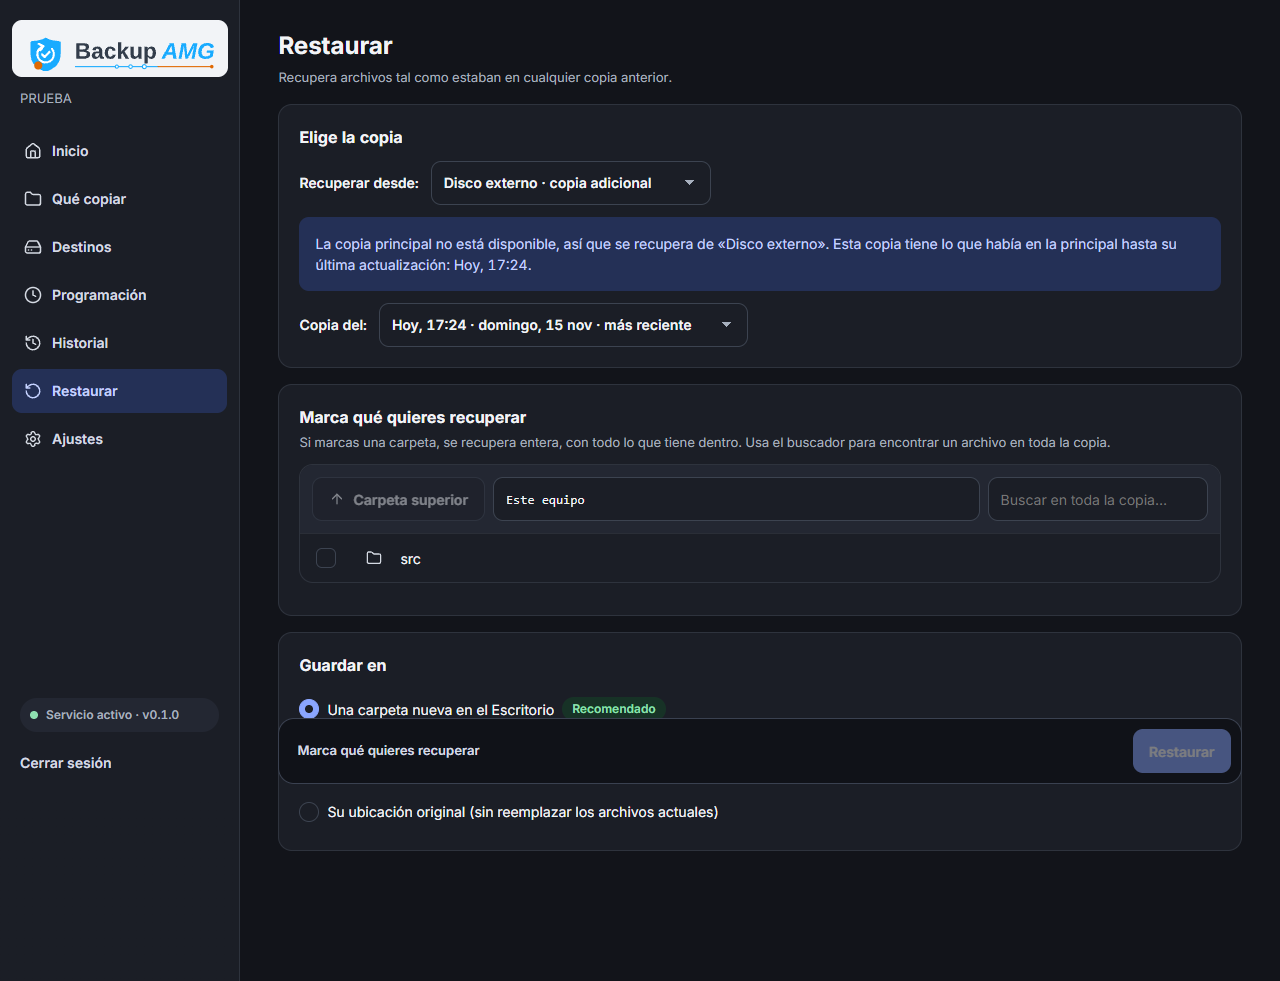 Backup AMG
PRUEBA
Inicio
Qué copiar
Destinos
Programación
Historial
Restaurar
Ajustes
Servicio activo · v0.1.0
Cerrar sesión
Restaurar
Recupera archivos tal como estaban en cualquier copia anterior.
Elige la copia
Recuperar desde: Disco externo · copia adicional
La copia principal no está disponible, así que se recupera de «Disco externo». Esta copia tiene lo que había en la principal hasta su
última actualización: Hoy, 17:24.
Copia del: Hoy, 17:24 · domingo, 15 nov · más reciente
Marca qué quieres recuperar
Si marcas una carpeta, se recupera entera, con todo lo que tiene dentro. Usa el buscador para encontrar un archivo en toda la copia.
Carpeta superior Este equipo Buscar en toda la copia...
src
Guardar en
Una carpeta nueva en el Escritorio Recomendado
Marca qué quieres recuperar Restaurar
Su ubicación original (sin reemplazar los archivos actuales)